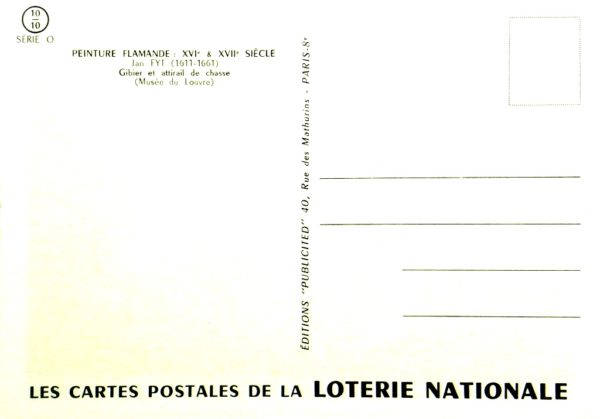 10
10
SERIE O
PEINTURE FLAMANDE : XVIᵉ & XVIIᵉ SIÈCLE
Jan FYT (1611-1661)
Gibier et attirail de chasse
(Musée du Louvre)
ÉDITIONS "PUBLICITED" 40, Rue des Mathurins - PARIS-8ᵉ
LES CARTES POSTALES DE LA LOTERIE NATIONALE